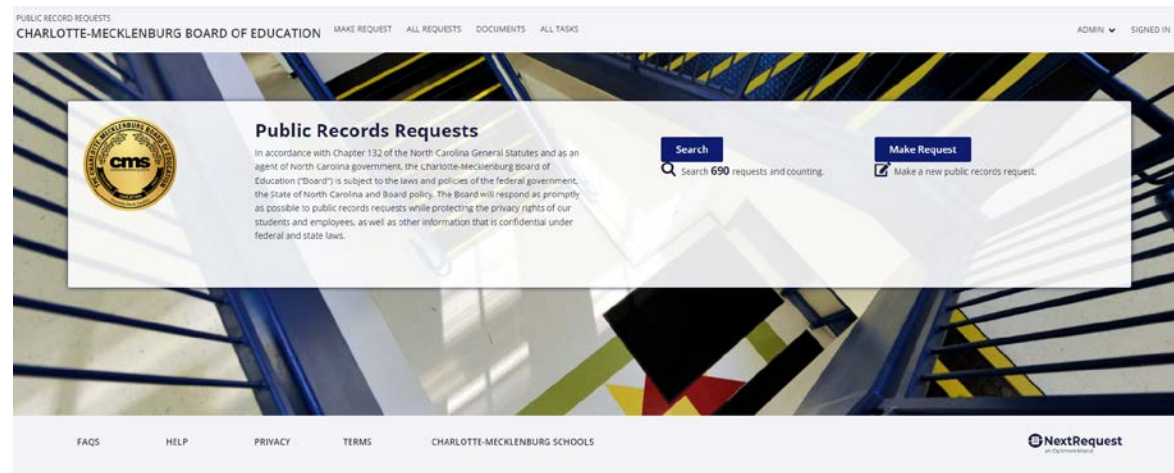 PUBLIC RECORD REQUESTS
CHARLOTTE-MECKLENBURG BOARD OF EDUCATION
MAKE REQUEST ALL REQUESTS DOCUMENTS ALL TASKS
ADMIN SIGNED IN
cms
Public Records Requests
In accordance with Chapter 132 of the North Carolina General Statutes and as an
agent of North Carolina government, the Charlotte-Mecklenburg Board of
Education ("Board") is subject to the laws and policies of the federal government,
the State of North Carolina and Board policy. The Board will respond as promptly
as possible to public records requests while protecting the privacy rights of our
students and employees, as well as other information that is confidential under
federal and state laws.
Search
Search 690 requests and counting.
Make Request
Make a new public records request.
FAQS HELP PRIVACY TERMS CHARLOTTE-MECKLENBURG SCHOOLS
NextRequest